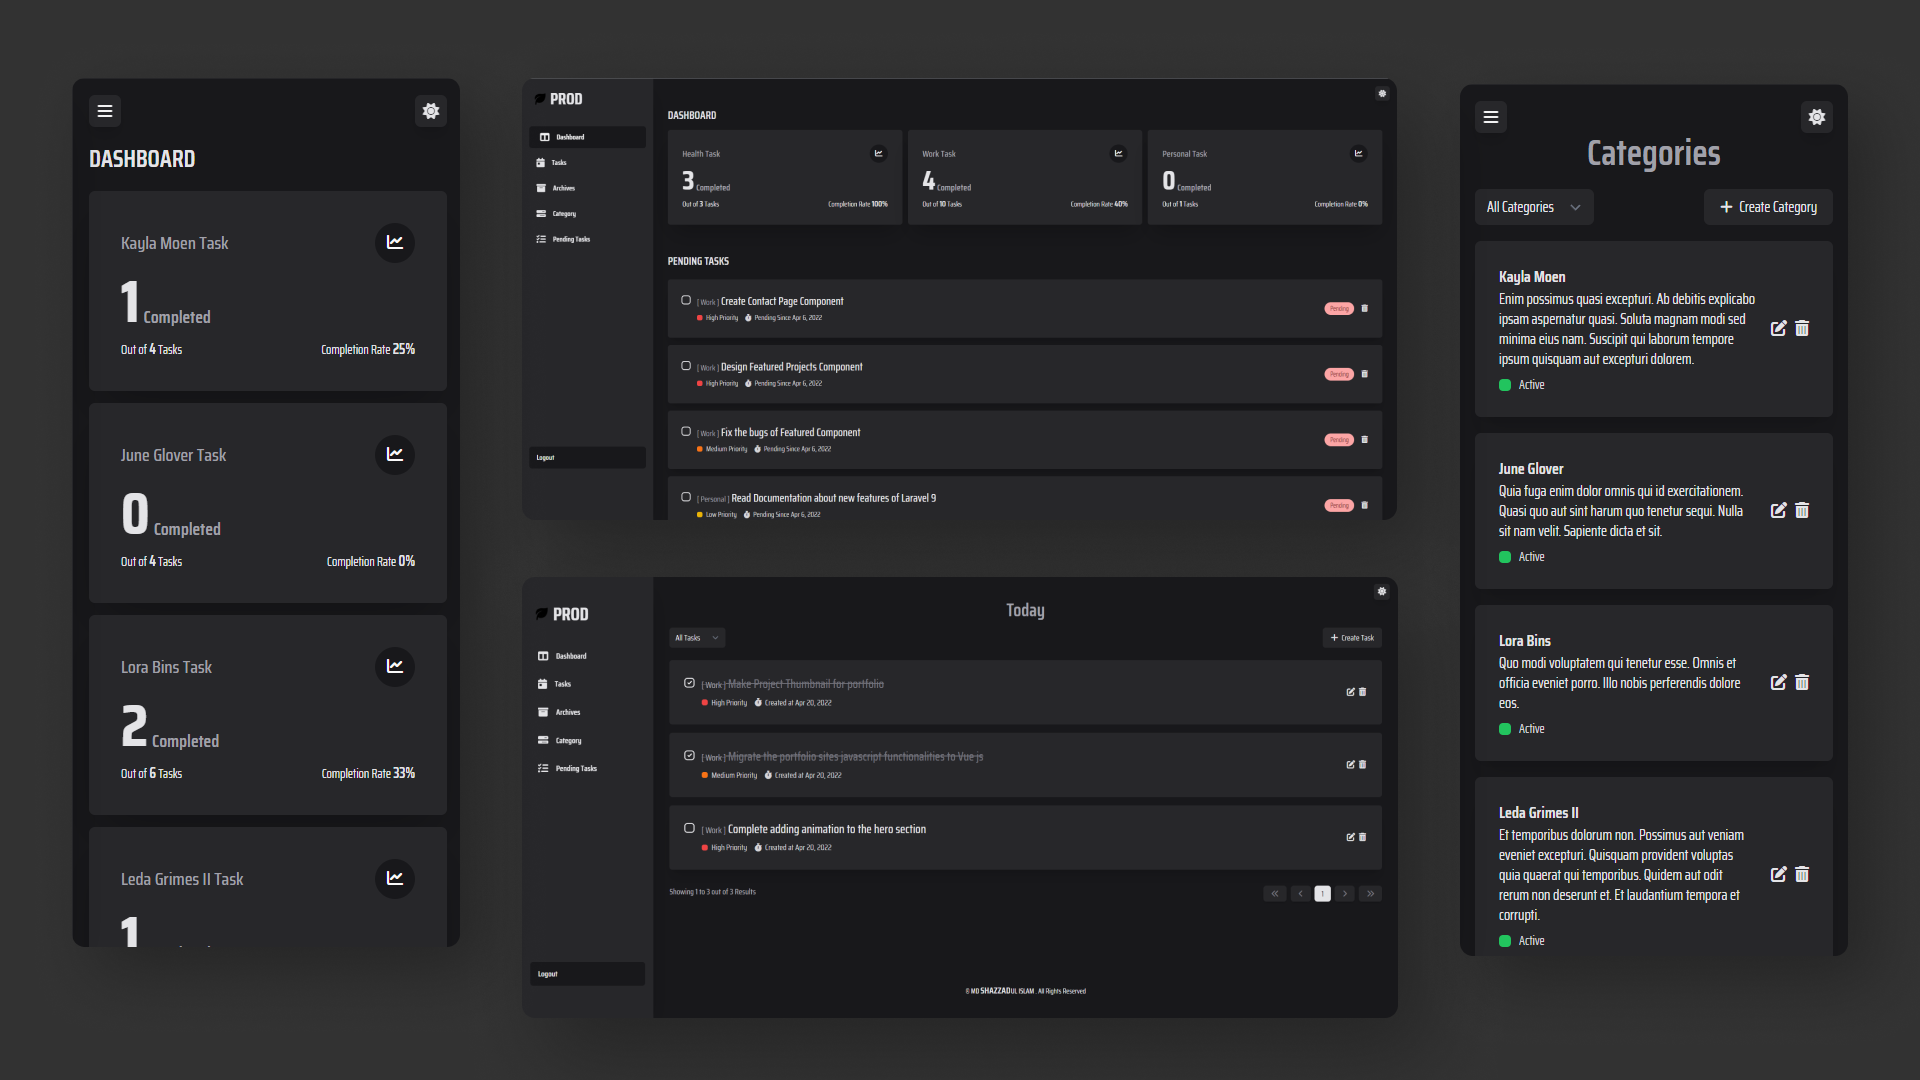 DASHBOARD
Kayla Moen Task
1 Completed
Out of 4 Tasks
Completion Rate 25%
June Glover Task
0 Completed
Out of 4 Tasks
Completion Rate 0%
Lora Bins Task
2 Completed
Out of 6 Tasks
Completion Rate 33%
Leda Grimes II Task
1
PROD
Dashboard
Tasks
Archives
Category
Pending Tasks
Logout
DASHBOARD
Health Task
3 Completed
Out of 3 Tasks
Completion Rate 100%
Work Task
4 Completed
Out of 10 Tasks
Completion Rate 40%
Personal Task
0 Completed
Out of 1 Tasks
Completion Rate 0%
PENDING TASKS
[ Work ] Create Contact Page Component
High Priority Pending Since Apr 6, 2022
Pending
[ Work ] Design Featured Projects Component
High Priority Pending Since Apr 6, 2022
Pending
[ Work ] Fix the bugs of Featured Component
Medium Priority Pending Since Apr 6, 2022
Pending
[ Personal ] Read Documentation about new features of Laravel 9
Low Priority Pending Since Apr 6, 2022
Pending
PROD
Dashboard
Tasks
Archives
Category
Pending Tasks
Logout
Today
All Tasks
+ Create Task
[ Work ] Make Project Thumbnail for portfolio
High Priority Created at Apr 20, 2022
[ Work ] Migrate the portfolio sites javascript functionalities to Vue js
Medium Priority Created at Apr 20, 2022
[ Work ] Complete adding animation to the hero section
High Priority Created at Apr 20, 2022
Showing 1 to 3 out of 3 Results
« ‹ 1 › »
© MD SHAZZADUL ISLAM . All Rights Reserved
Categories
All Categories
+ Create Category
Kayla Moen
Enim possimus quasi excepturi. Ab debitis explicabo
ipsam aspernatur quasi. Soluta magnam modi sed
minima eius nam. Suscipit qui laborum tempore
ipsum quisquam aut excepturi dolorem.
Active
June Glover
Quia fuga enim dolor omnis qui id exercitationem.
Quasi quo aut sint harum quo tenetur sequi. Nulla
sit nam velit. Sapiente dicta et sit.
Active
Lora Bins
Quo modi voluptatem qui tenetur esse. Omnis et
officia eveniet porro. Illo nobis perferendis dolore
eos.
Active
Leda Grimes II
Et temporibus dolorum non. Possimus aut veniam
eveniet excepturi. Quisquam provident voluptas
quia quaerat qui temporibus. Quidem aut odit
rerum non deserunt et. Et laudantium tempora et
corrupti.
Active